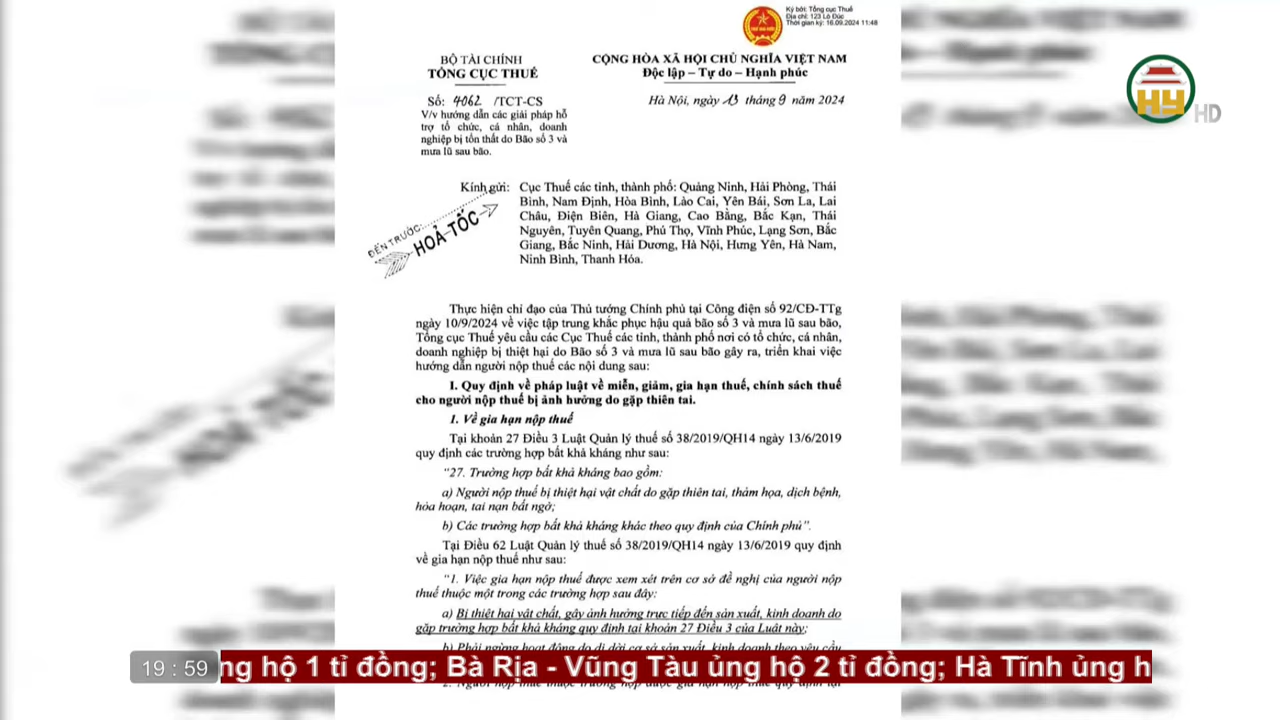 Ký bởi: Tổng cục Thuế
Địa chỉ: 123 Lò Đúc
Thời gian ký: 16.09.2024 11:48
BỘ TÀI CHÍNH
TỔNG CỤC THUẾ
CỘNG HÒA XÃ HỘI CHỦ NGHĨA VIỆT NAM
Độc lập – Tự do – Hạnh phúc
Số: 4062 /TCT-CS
Hà Nội, ngày 13 tháng 9 năm 2024
V/v hướng dẫn các giải pháp hỗ
trợ tổ chức, cá nhân, doanh
nghiệp bị tổn thất do Bão số 3 và
mưa lũ sau bão.
HY HD
Kính gửi: Cục Thuế các tỉnh, thành phố: Quảng Ninh, Hải Phòng, Thái
Bình, Nam Định, Hòa Bình, Lào Cai, Yên Bái, Sơn La, Lai
Châu, Điện Biên, Hà Giang, Cao Bằng, Bắc Kạn, Thái
Nguyên, Tuyên Quang, Phú Thọ, Vĩnh Phúc, Lạng Sơn, Bắc
Giang, Bắc Ninh, Hải Dương, Hà Nội, Hưng Yên, Hà Nam,
Ninh Bình, Thanh Hóa.
ĐẾN TRƯỚC:
HOẢ TỐC
Thực hiện chỉ đạo của Thủ tướng Chính phủ tại Công điện số 92/CĐ-TTg
ngày 10/9/2024 về việc tập trung khắc phục hậu quả bão số 3 và mưa lũ sau bão,
Tổng cục Thuế yêu cầu các Cục Thuế các tỉnh, thành phố nơi có tổ chức, cá nhân,
doanh nghiệp bị thiệt hại do Bão số 3 và mưa lũ sau bão gây ra, triển khai việc
hướng dẫn người nộp thuế các nội dung sau:
I. Quy định về pháp luật về miễn, giảm, gia hạn thuế, chính sách thuế
cho người nộp thuế bị ảnh hưởng do gặp thiên tai.
1. Về gia hạn nộp thuế
Tại khoản 27 Điều 3 Luật Quản lý thuế số 38/2019/QH14 ngày 13/6/2019
quy định các trường hợp bất khả kháng như sau:
"27. Trường hợp bất khả kháng bao gồm:
a) Người nộp thuế bị thiệt hại vật chất do gặp thiên tai, thảm họa, dịch bệnh,
hỏa hoạn, tai nạn bất ngờ;
b) Các trường hợp bất khả kháng khác theo quy định của Chính phủ".
Tại Điều 62 Luật Quản lý thuế số 38/2019/QH14 ngày 13/6/2019 quy định
về gia hạn nộp thuế như sau:
"1. Việc gia hạn nộp thuế được xem xét trên cơ sở đề nghị của người nộp
thuế thuộc một trong các trường hợp sau đây:
a) Bị thiệt hại vật chất, gây ảnh hưởng trực tiếp đến sản xuất, kinh doanh do
gặp trường hợp bất khả kháng quy định tại khoản 27 Điều 3 của Luật này;
19 : 59
ng hộ 1 tỉ đồng; Bà Rịa - Vũng Tàu ủng hộ 2 tỉ đồng; Hà Tĩnh ủng h